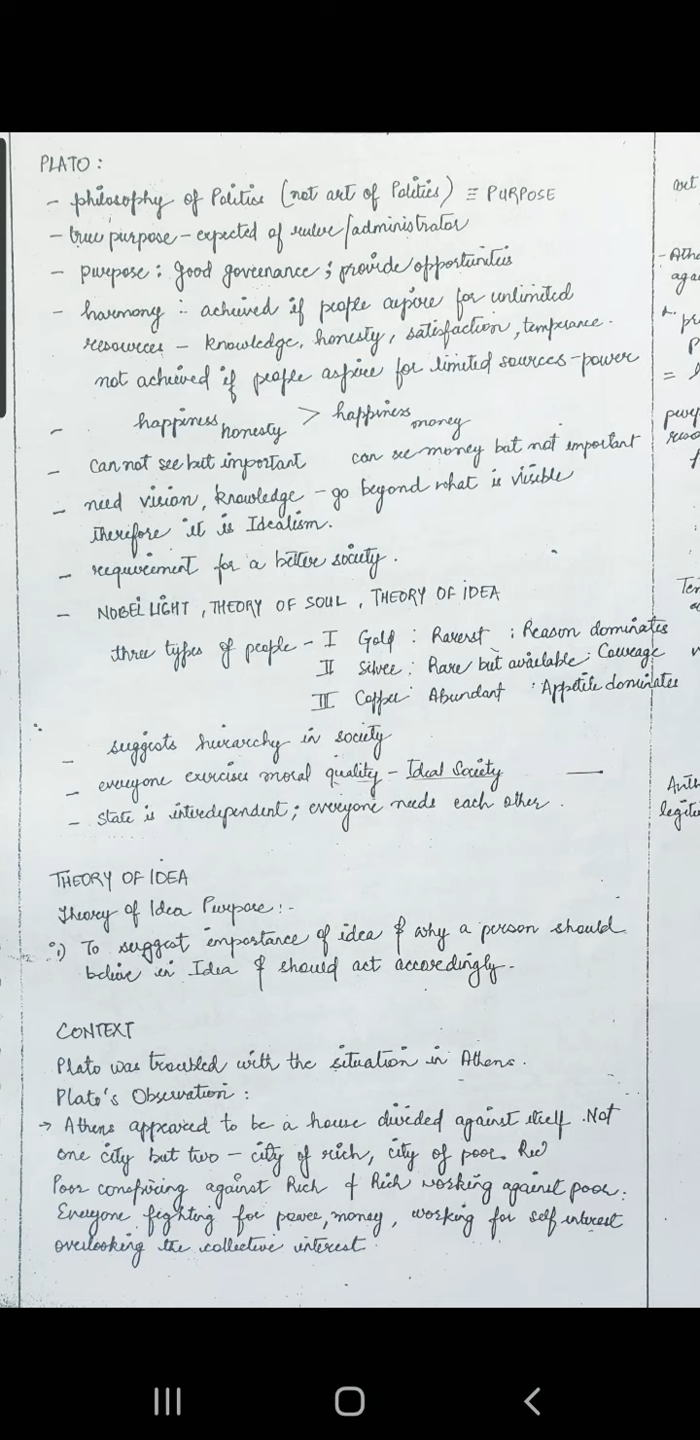 PLATO :
- philosophy of Politics (not art of Politics) ≡ PURPOSE
- true purpose - expected of ruler/administrator
- purpose : good governance ; provide opportunities
- harmony : achieved if people aspire for unlimited
resources - knowledge, honesty, satisfaction, temperance.
not achieved if people aspire for limited sources - power
- happiness honesty > happiness money
- cannot see but important can see money but not important
- need vision, knowledge - go beyond what is visible
therefore it is Idealism.
- requirement for a better society.
- NOBEL LIGHT, THEORY OF SOUL, THEORY OF IDEA
three types of people - I Gold : Rarerst : Reason dominates
II Silver : Rare but available : Courage
III Copper : Abundant : Appetite dominates
- suggests hierarchy in society
- everyone exercises moral quality - Ideal Society
- state is interdependent ; everyone needs each other.
THEORY OF IDEA
Theory of Idea Purpose :-
i) To suggest importance of idea & why a person should
believe in Idea & should act accordingly.
CONTEXT
Plato was troubled with the situation in Athens.
Plato's Observation :
→ Athens appeared to be a house divided against itself. Not
one city but two - city of rich, city of poor.
Poor conspiring against Rich & Rich working against poor.
Everyone fighting for power, money, working for self interest
overlooking the collective interest.